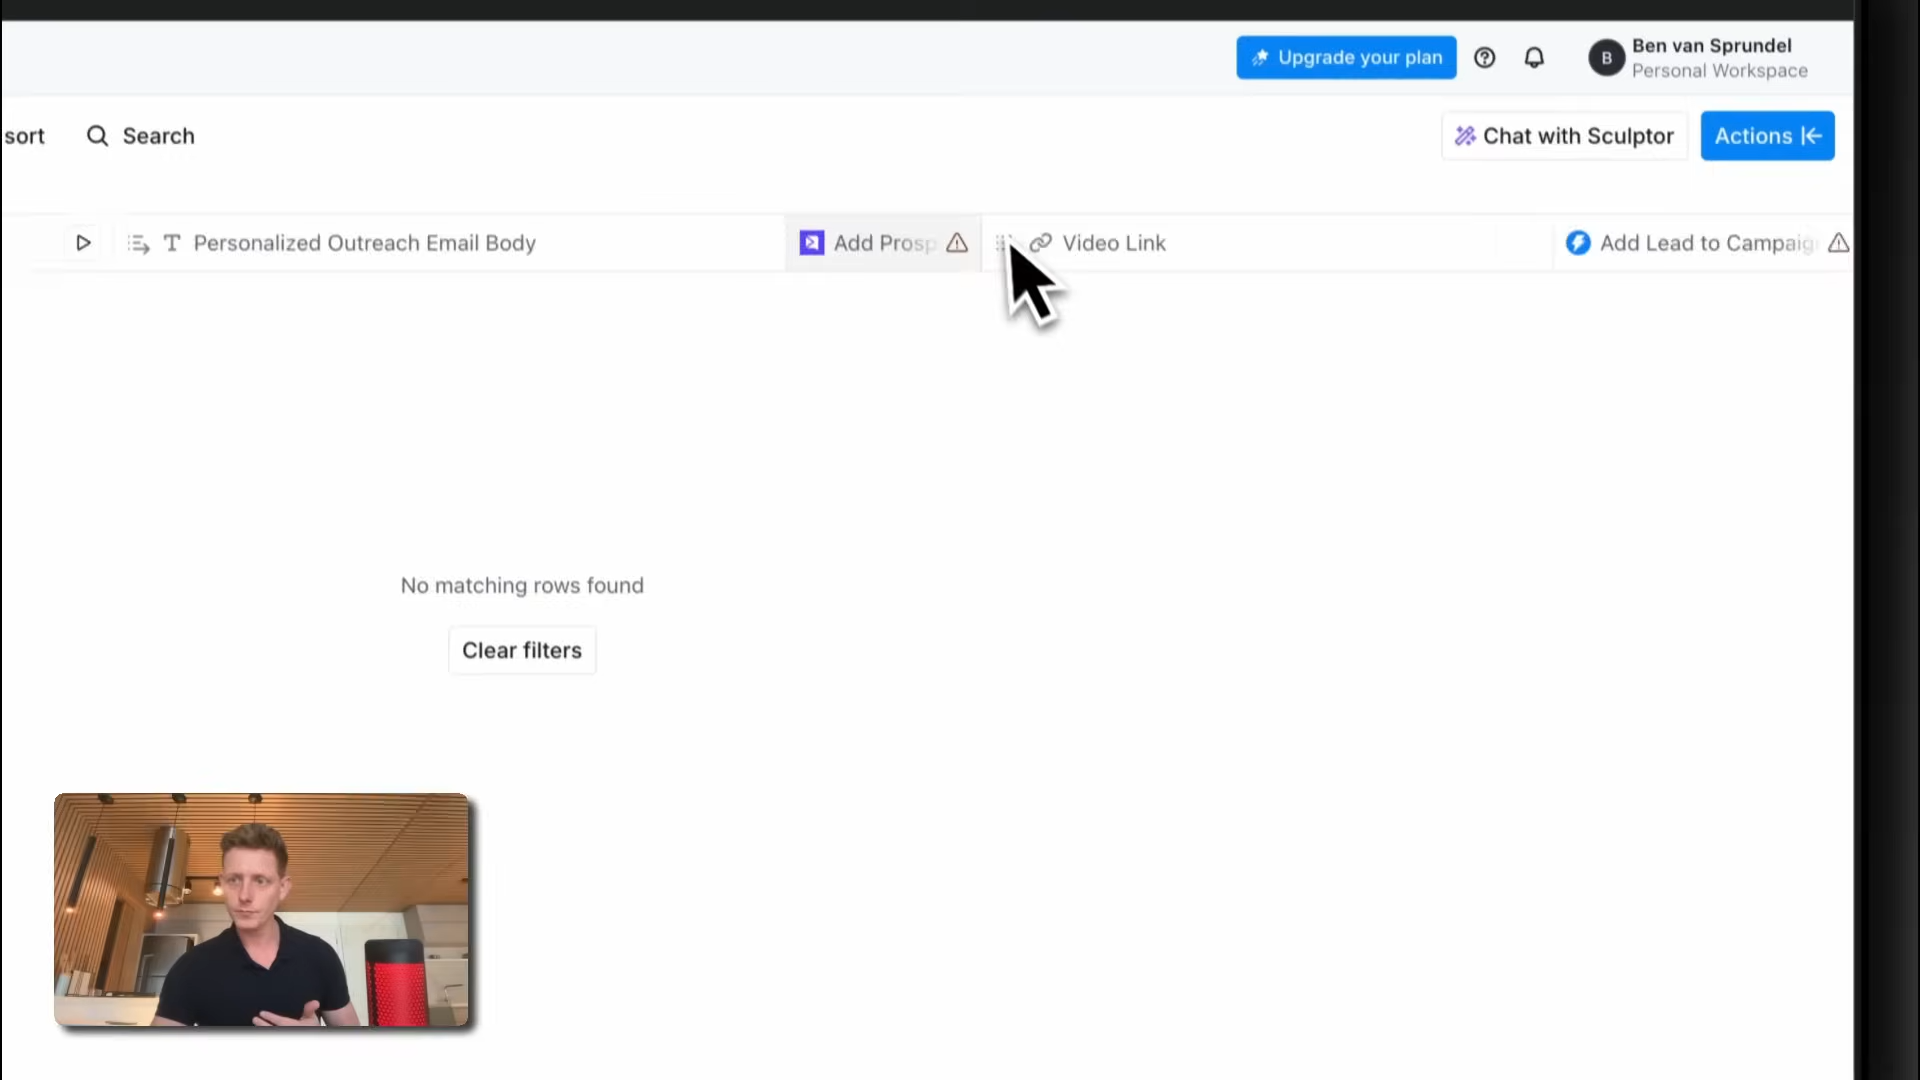 Upgrade your plan
B
Ben van Sprundel
Personal Workspace
sort
Search
Chat with Sculptor
Actions
Personalized Outreach Email Body
Add Prosp
Video Link
Add Lead to Campaig
No matching rows found
Clear filters